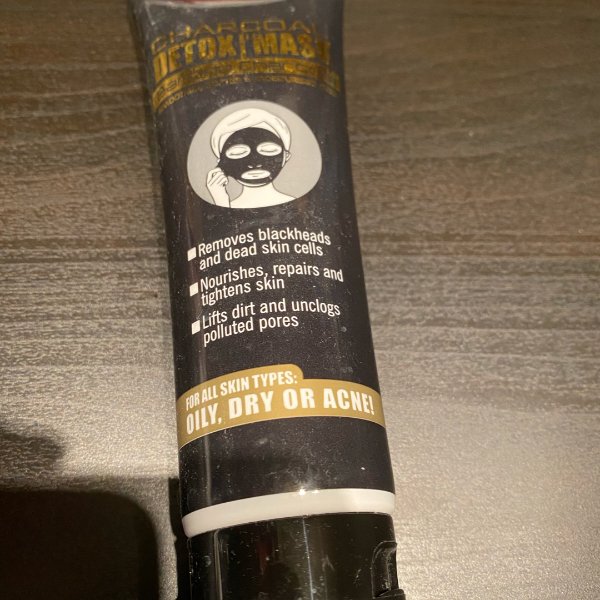 CHARCOAL
DETOX MASK
Removes blackheads
and dead skin cells
Nourishes, repairs and
tightens skin
Lifts dirt and unclogs
polluted pores
FOR ALL SKIN TYPES:
OILY, DRY OR ACNE!